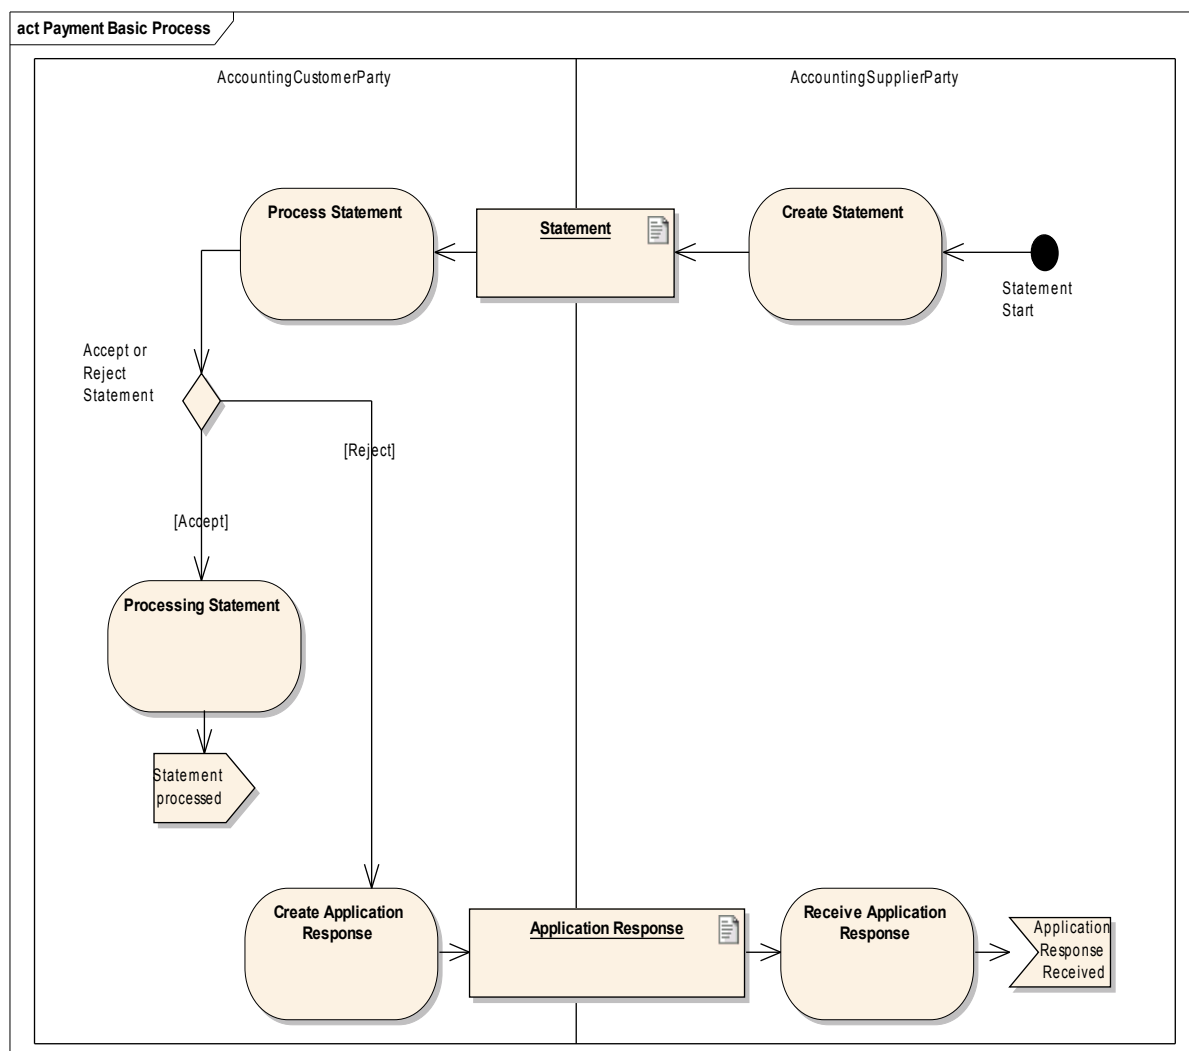 act Payment Basic Process
AccountingCustomerParty
AccountingSupplierParty
Process Statement
Statement
Create Statement
Statement
Start
Accept or
Reject
Statement
[Reject]
[Accept]
Processing Statement
Statement
processed
Create Application
Response
Application Response
Receive Application
Response
Application
Response
Received